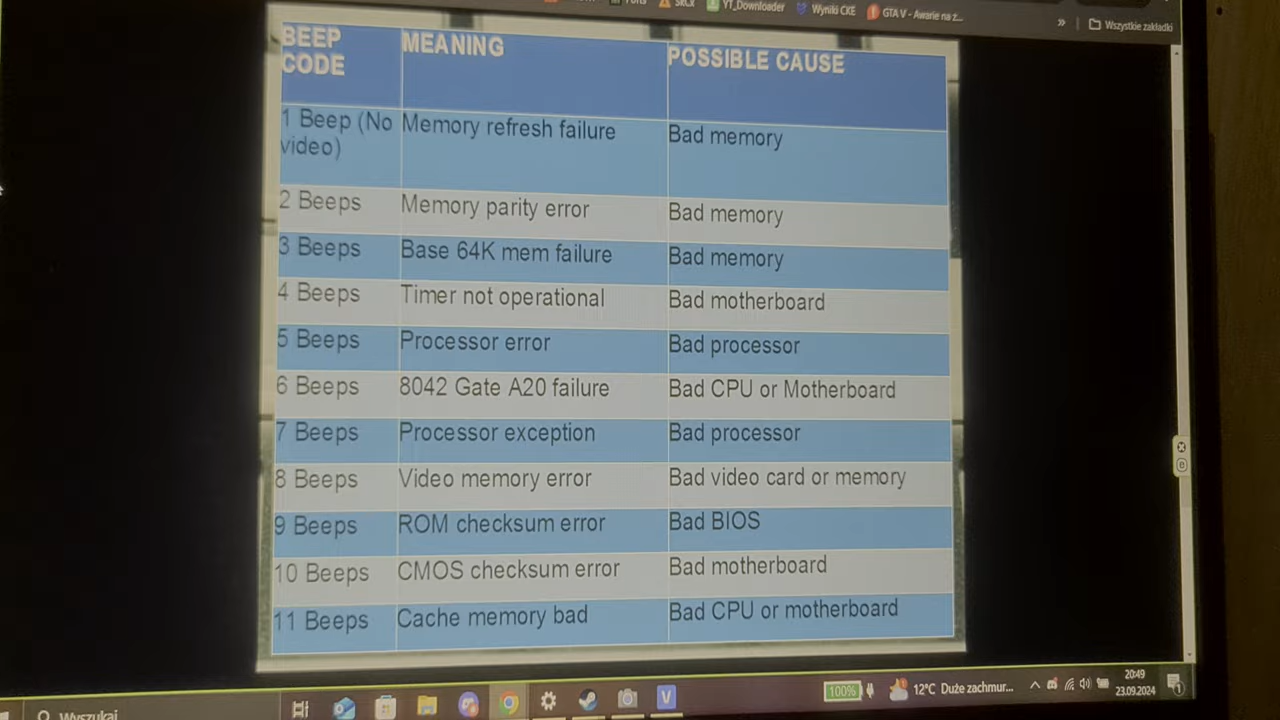 YT_Downloader
Wyniki CKE
GTA V - Awarie na ż...
» Wszystkie zakładki
BEEP CODE MEANING POSSIBLE CAUSE
1 Beep (No video) Memory refresh failure Bad memory
2 Beeps Memory parity error Bad memory
3 Beeps Base 64K mem failure Bad memory
4 Beeps Timer not operational Bad motherboard
5 Beeps Processor error Bad processor
6 Beeps 8042 Gate A20 failure Bad CPU or Motherboard
7 Beeps Processor exception Bad processor
8 Beeps Video memory error Bad video card or memory
9 Beeps ROM checksum error Bad BIOS
10 Beeps CMOS checksum error Bad motherboard
11 Beeps Cache memory bad Bad CPU or motherboard
Wyszukaj
100%
12°C Duże zachmur...
20:49
23.09.2024
1